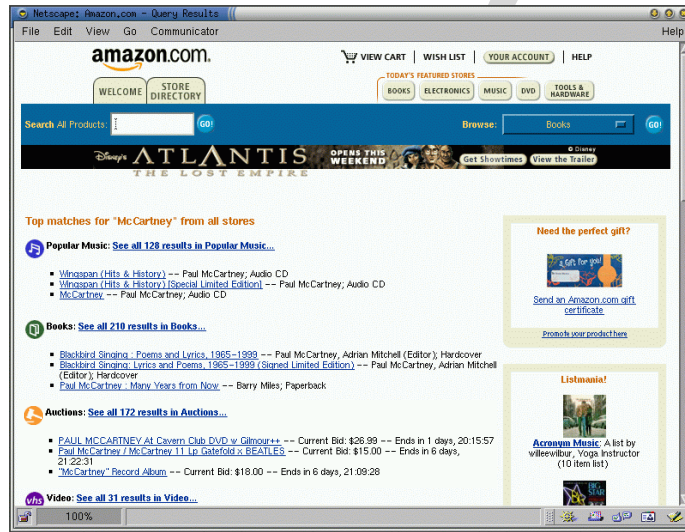 Netscape: Amazon.com - Query Results
File Edit View Go Communicator Help
amazon.com.
VIEW CART | WISH LIST | YOUR ACCOUNT | HELP
WELCOME
STORE DIRECTORY
TODAY'S FEATURED STORES
BOOKS ELECTRONICS MUSIC DVD TOOLS & HARDWARE
Search All Products: GO!
Browse: Books GO!
Disney's ATLANTIS
THE LOST EMPIRE
OPENS THIS WEEKEND
© Disney
Get Showtimes View the Trailer
Top matches for "McCartney" from all stores
Popular Music: See all 128 results in Popular Music...
Wingspan (Hits & History) -- Paul McCartney; Audio CD
Wingspan (Hits & History) [Special Limited Edition] -- Paul McCartney; Audio CD
McCartney -- Paul McCartney; Audio CD
Books: See all 210 results in Books...
Blackbird Singing : Poems and Lyrics, 1965-1999 -- Paul McCartney, Adrian Mitchell (Editor); Hardcover
Blackbird Singing; Lyrics and Poems, 1965-1999 (Signed Limited Edition) -- Paul McCartney, Adrian Mitchell
(Editor); Hardcover
Paul McCartney : Many Years from Now -- Barry Miles; Paperback
Auctions: See all 172 results in Auctions...
PAUL MCCARTNEY At Cavern Club DVD w Gilmour++ -- Current Bid: $26.99 -- Ends in 1 days, 20:15:57
Paul McCartney / McCartney 11 Lp Gatefold x BEATLES -- Current Bid: $15.00 -- Ends in 6 days,
21:22:31
"McCartney" Record Album -- Current Bid: $18.00 -- Ends in 6 days, 21:09:28
vhs Video: See all 31 results in Video...
Need the perfect gift?
a Gift for you!
Send an Amazon.com gift
certificate
Promote your product here
Listmania!
Acronym Music: A list by
willeewilbur, Yoga Instructor
(10 item list)
BIG STAR
100%